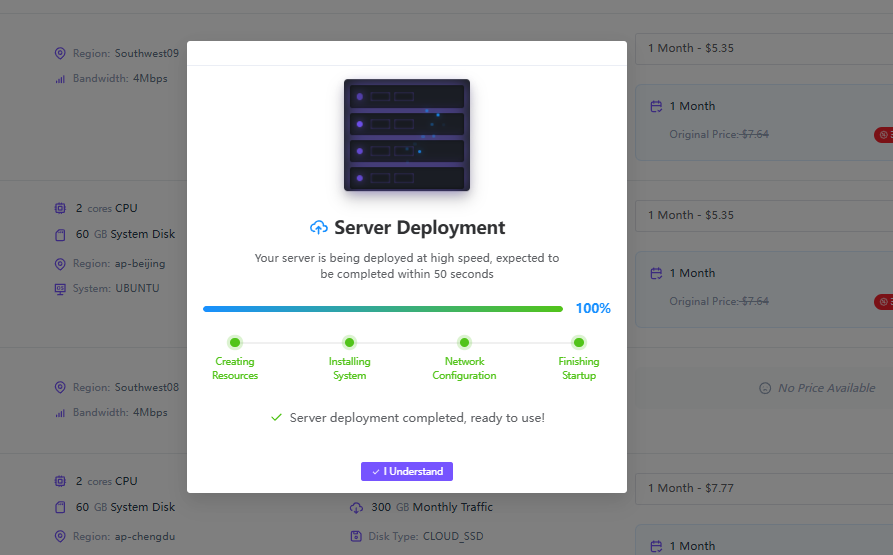 Region: Southwest09
Bandwidth: 4Mbps
1 Month - $5.35
1 Month
Original Price: $7.64
Server Deployment
Your server is being deployed at high speed, expected to
be completed within 50 seconds
100%
Creating
Resources
Installing
System
Network
Configuration
Finishing
Startup
Server deployment completed, ready to use!
I Understand
2 cores CPU
60 GB System Disk
Region: ap-beijing
System: UBUNTU
1 Month - $5.35
1 Month
Original Price: $7.64
Region: Southwest08
Bandwidth: 4Mbps
No Price Available
2 cores CPU
60 GB System Disk
300 GB Monthly Traffic
Region: ap-chengdu
Disk Type: CLOUD_SSD
1 Month - $7.77
1 Month